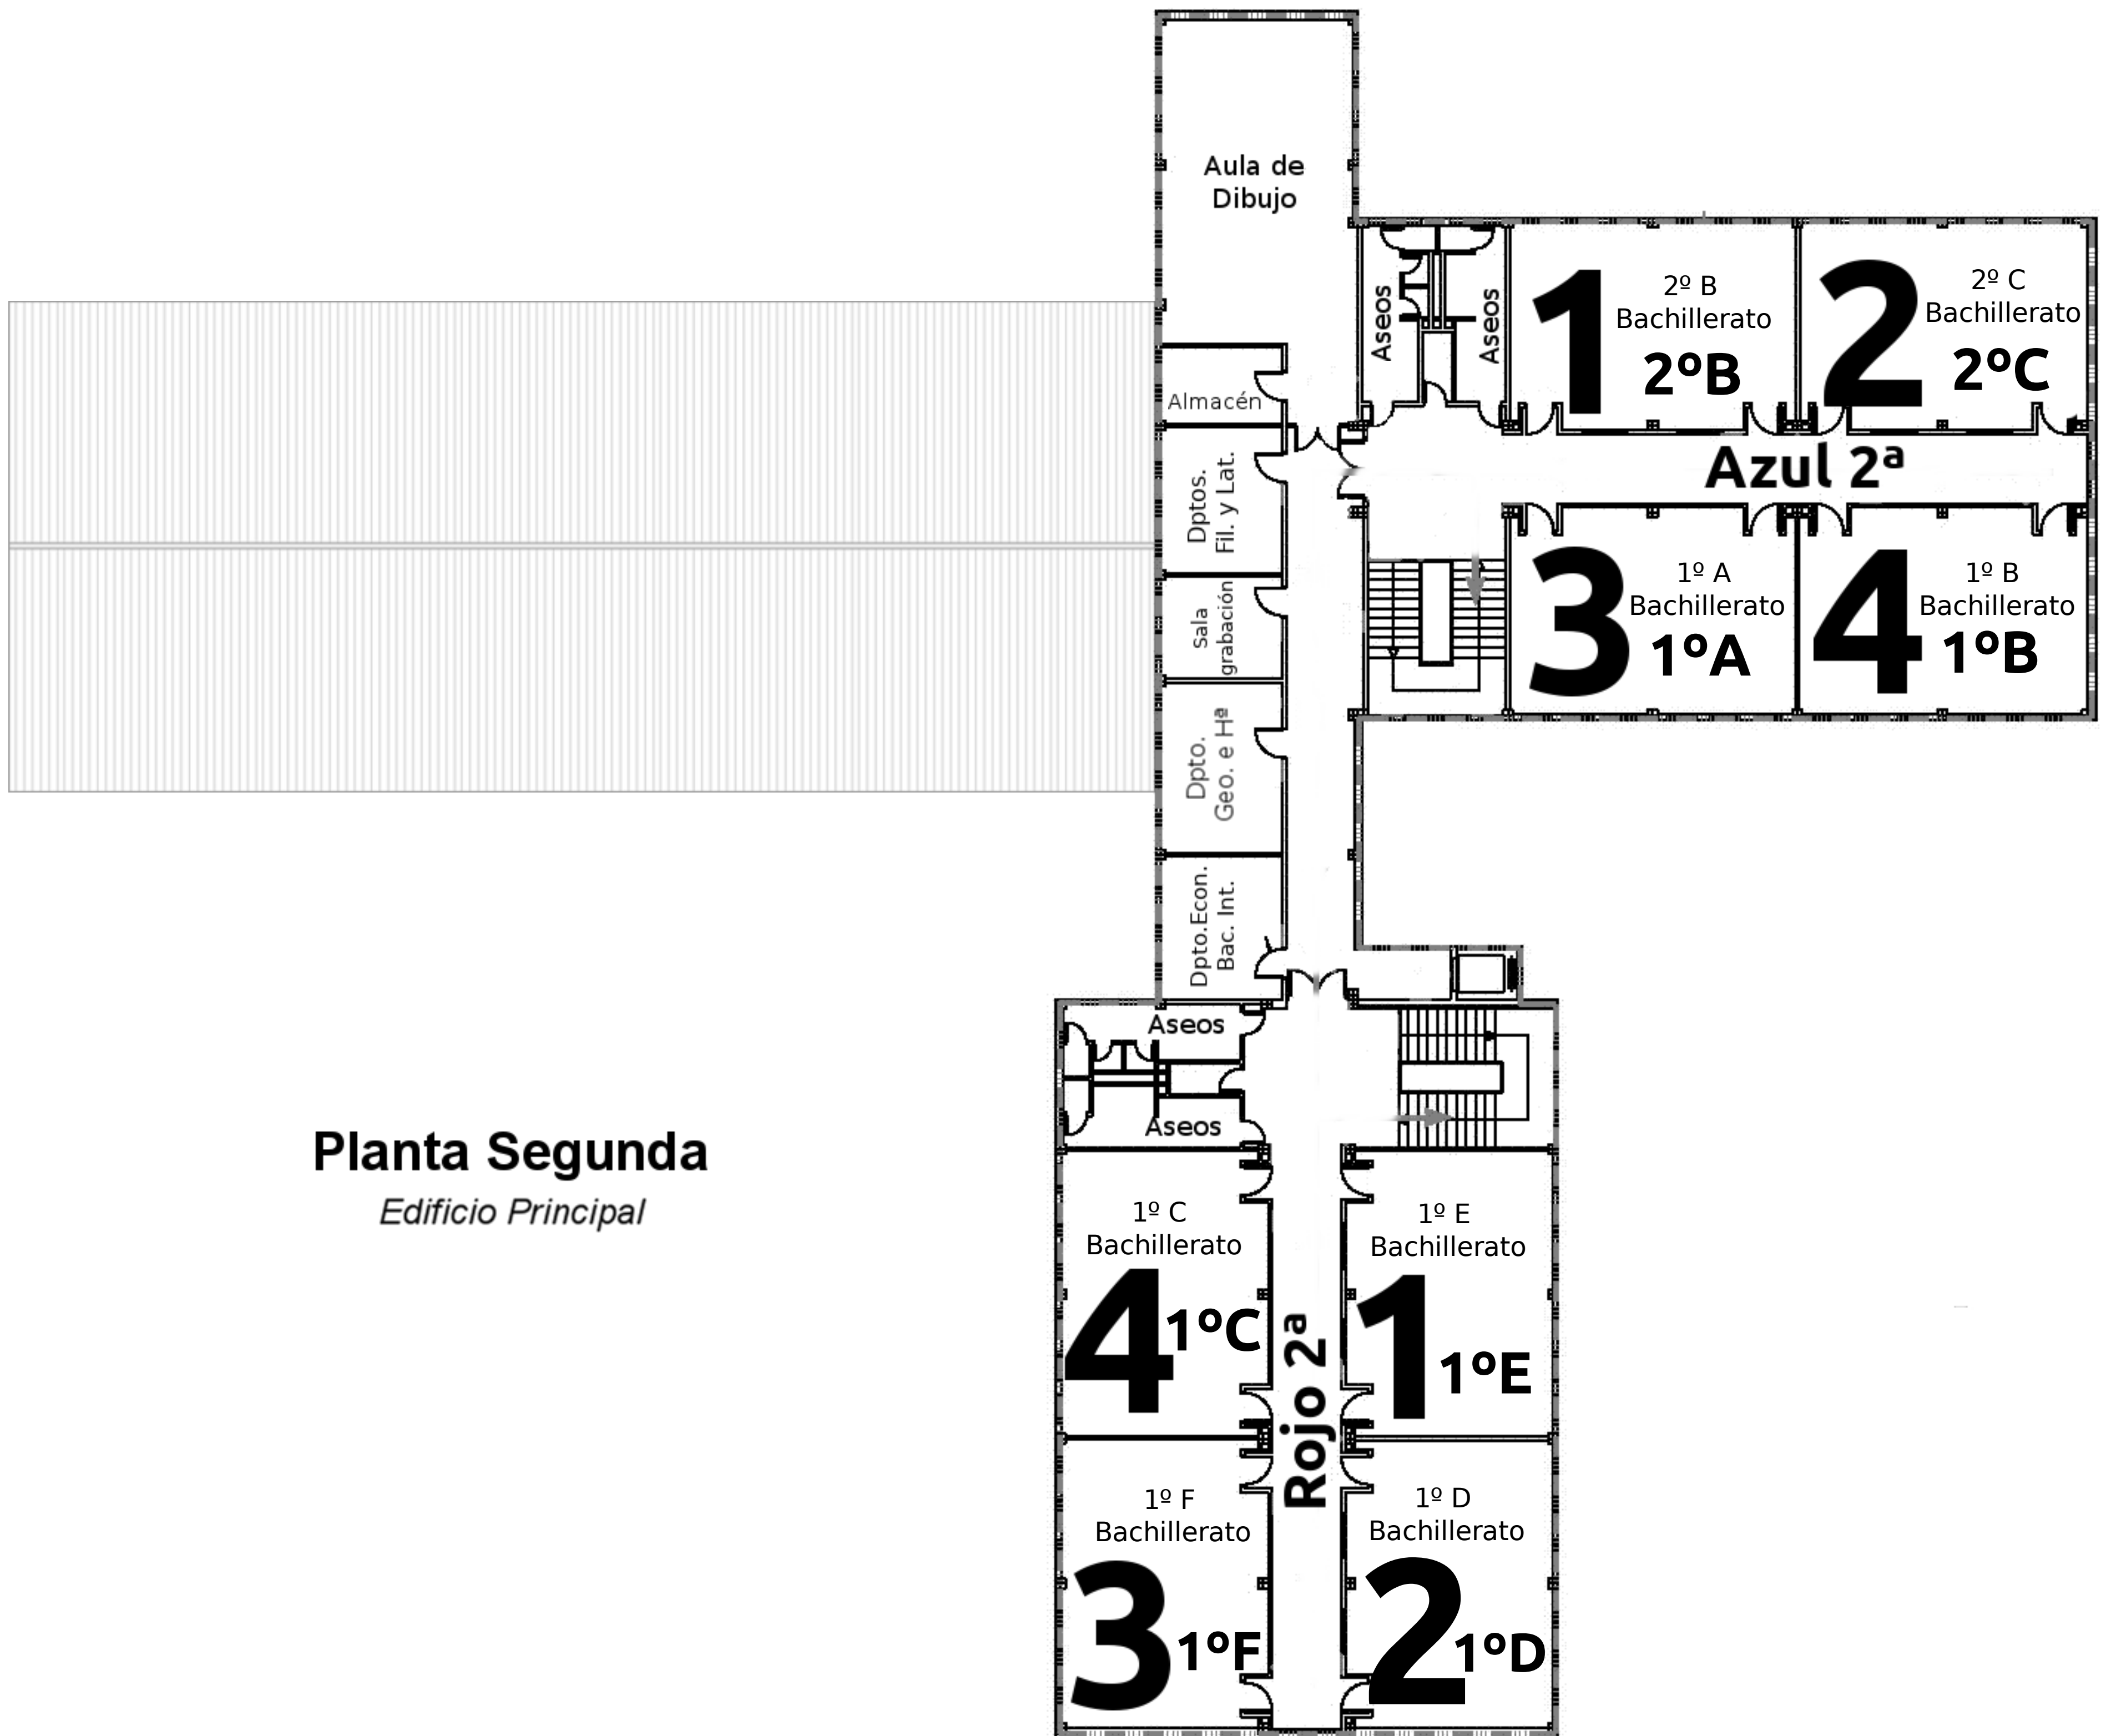 Aula de
Dibujo
Almacén
Dptos.
Fil. y Lat.
Sala
grabación
Dpto.
Geo. e Hª
Dpto.Econ.
Bac. Int.
Aseos
Aseos
1
2º B
Bachillerato
2ºB
2
2º C
Bachillerato
2ºC
Azul 2ª
3
1º A
Bachillerato
1ºA
4
1º B
Bachillerato
1ºB
Planta Segunda
Edificio Principal
Aseos
Aseos
1º C
Bachillerato
4
1ºC
1º E
Bachillerato
1
1ºE
Rojo 2ª
1º F
Bachillerato
3
1ºF
1º D
Bachillerato
2
1ºD